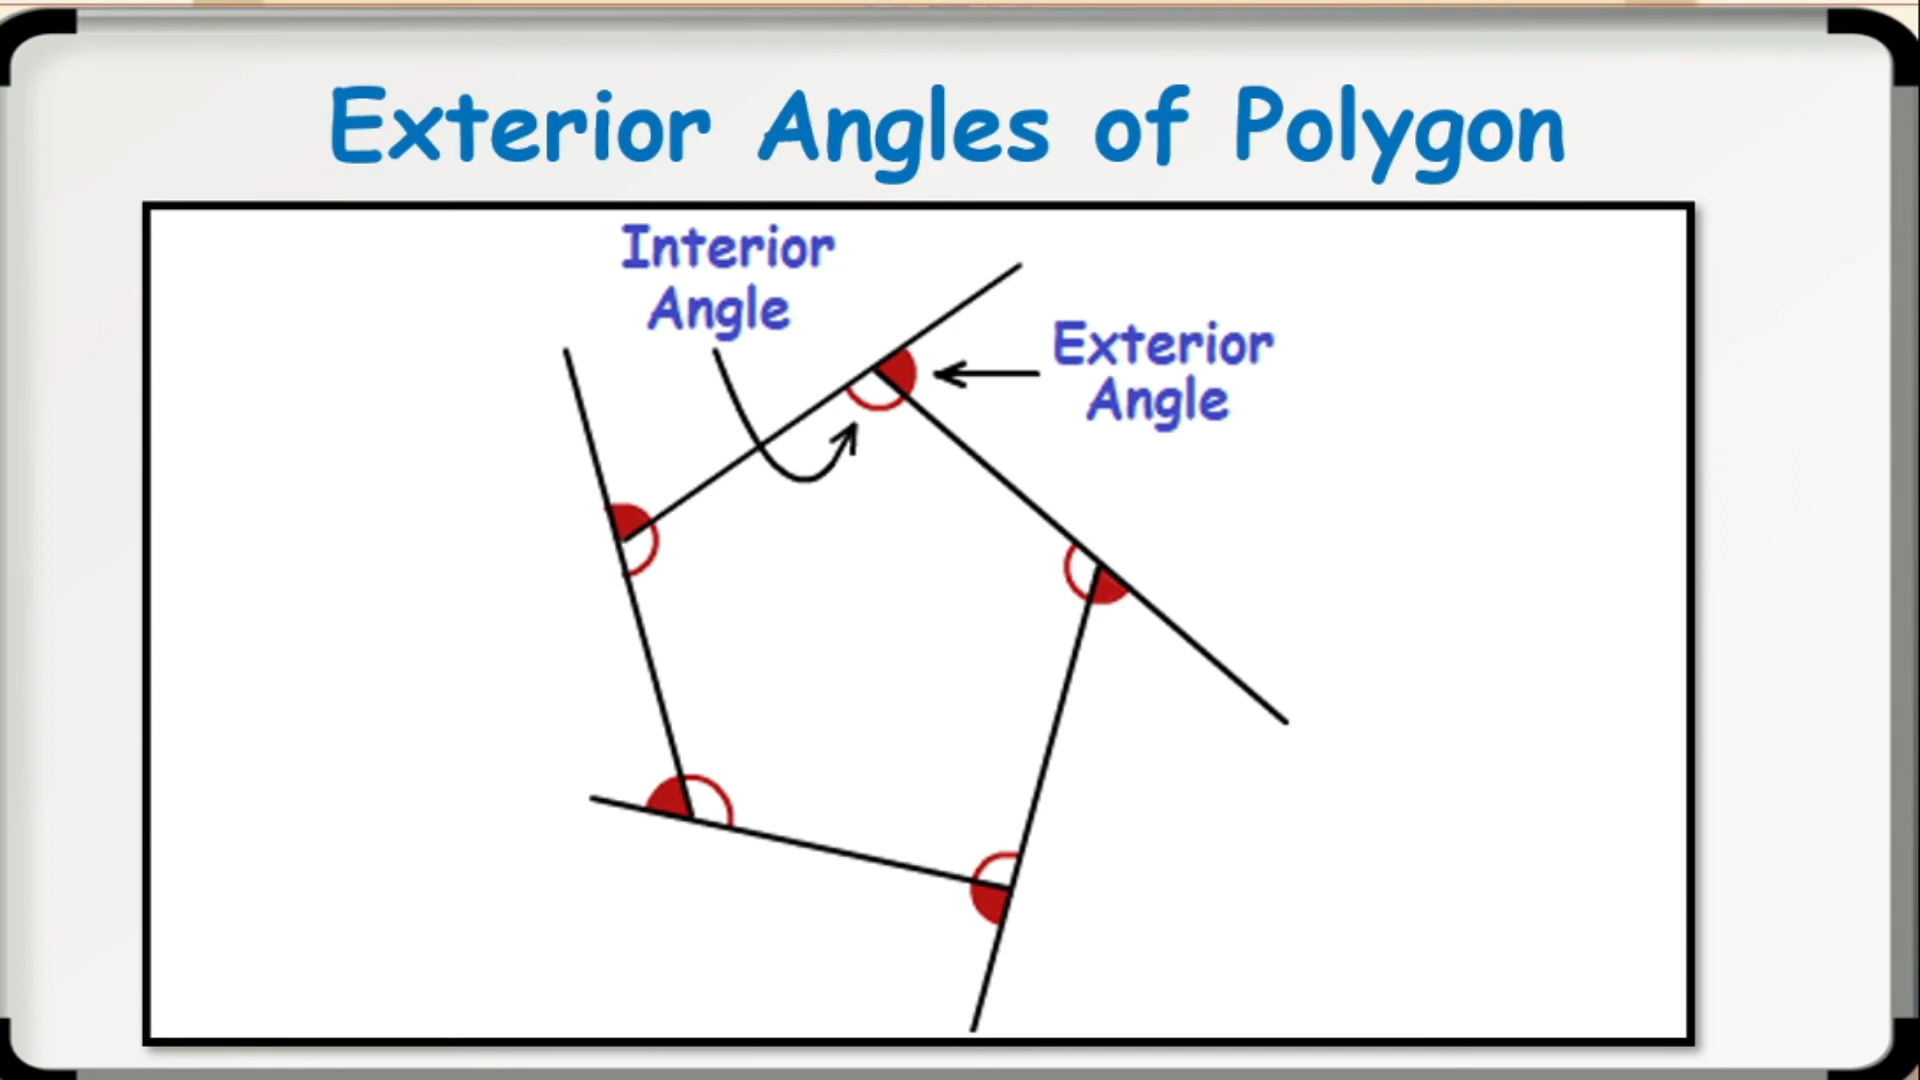 Exterior Angles of Polygon
Interior
Angle
Exterior
Angle